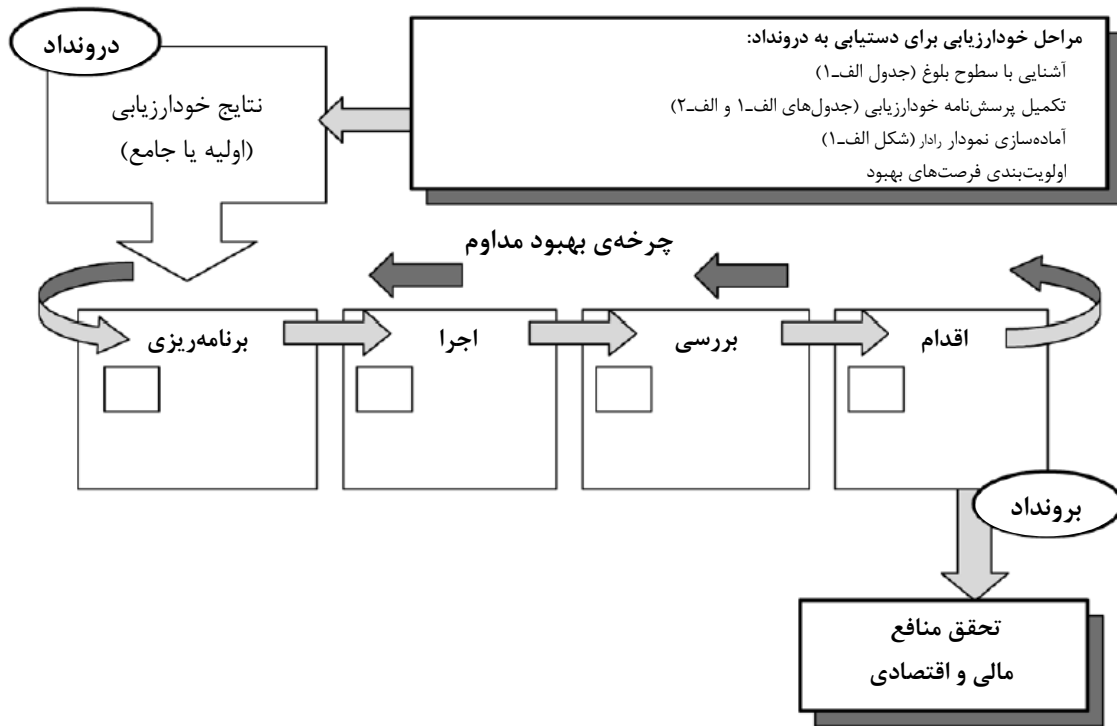 مراحل خودارزیابی برای دستیابی به درونداد:
آشنایی با سطوح بلوغ (جدول الف-۱)
تکمیل پرسش‌نامه خودارزیابی (جدول‌های الف-۱ و الف-۲)
آماده‌سازی نمودار رادار (شکل الف-۱)
اولویت‌بندی فرصت‌های بهبود
درونداد
نتایج خودارزیابی
(اولیه یا جامع)
چرخه‌ی بهبود مداوم
برنامه‌ریزی
اجرا
بررسی
اقدام
برونداد
تحقق منافع
مالی و اقتصادی